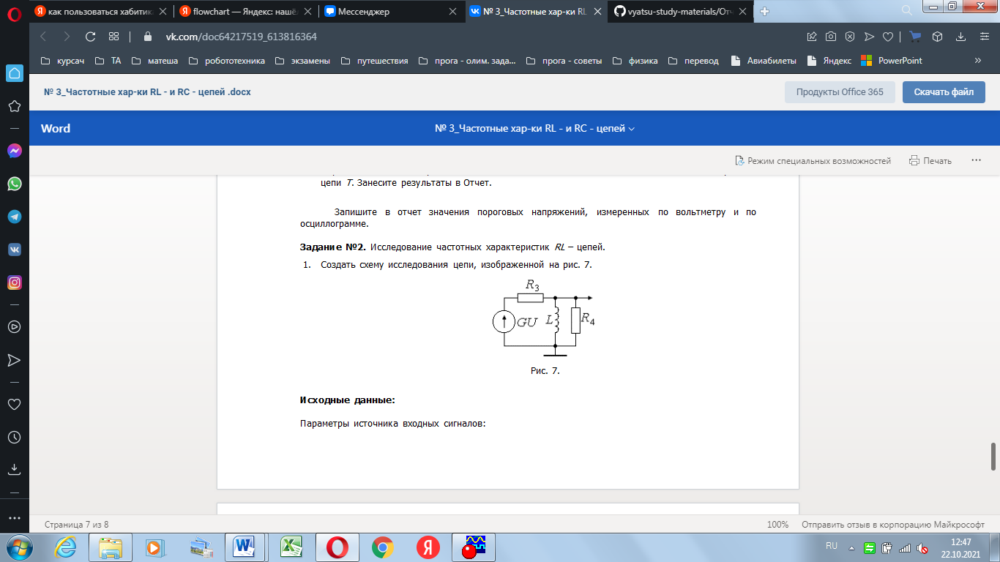 как пользоваться хабитик
flowchart — Яндекс: нашёл
Мессенджер
№ 3_Частотные хар-ки RL
vyatsu-study-materials/Отч
vk.com/doc64217519_613816364
курсач
ТА
матеша
робототехника
экзамены
путешествия
прога - олим. зада...
прога - советы
физика
перевод
Авиабилеты
Яндекс
PowerPoint
»
№ 3_Частотные хар-ки RL - и RC - цепей .docx
Продукты Office 365
Скачать файл
Word
№ 3_Частотные хар-ки RL - и RC - цепей
Режим специальных возможностей
Печать
цепи T. Занесите результаты в Отчет.
Запишите в отчет значения пороговых напряжений, измеренных по вольтметру и по
осциллограмме.
Задание №2. Исследование частотных характеристик RL – цепей.
1. Создать схему исследования цепи, изображенной на рис. 7.
R3
GU
L
R4
Рис. 7.
Исходные данные:
Параметры источника входных сигналов:
Страница 7 из 8
100%
Отправить отзыв в корпорацию Майкрософт
RU
12:47
22.10.2021